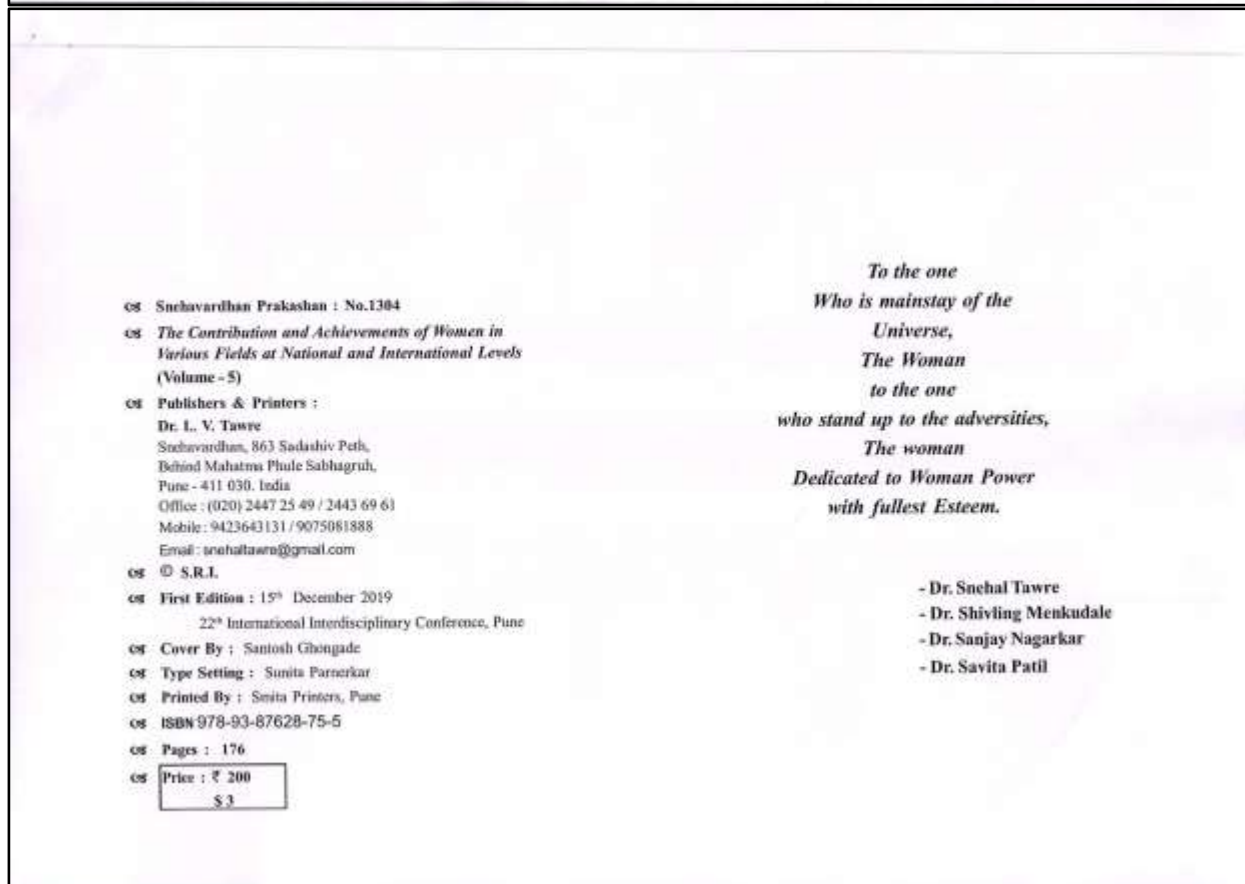 Snehavardhan Prakashan : No.1304
The Contribution and Achievements of Women in
Various Fields at National and International Levels
(Volume - 5)
Publishers & Printers :
Dr. L. V. Tawre
Snehavardhan, 863 Sadashiv Peth,
Behind Mahatma Phule Sabhagruh,
Pune - 411 030. India
Office : (020) 2447 25 49 / 2443 69 61
Mobile : 9423643131 / 9075081888
Email : snehaltawre@gmail.com
© S.R.I.
First Edition : 15th December 2019
22th International Interdisciplinary Conference, Pune
Cover By : Santosh Ghongade
Type Setting : Sunita Parnerkar
Printed By : Smita Printers, Pune
ISBN 978-93-87628-75-5
Pages : 176
Price : ₹ 200
$ 3
To the one
Who is mainstay of the
Universe,
The Woman
to the one
who stand up to the adversities,
The woman
Dedicated to Woman Power
with fullest Esteem.
- Dr. Snehal Tawre
- Dr. Shivling Menkudale
- Dr. Sanjay Nagarkar
- Dr. Savita Patil